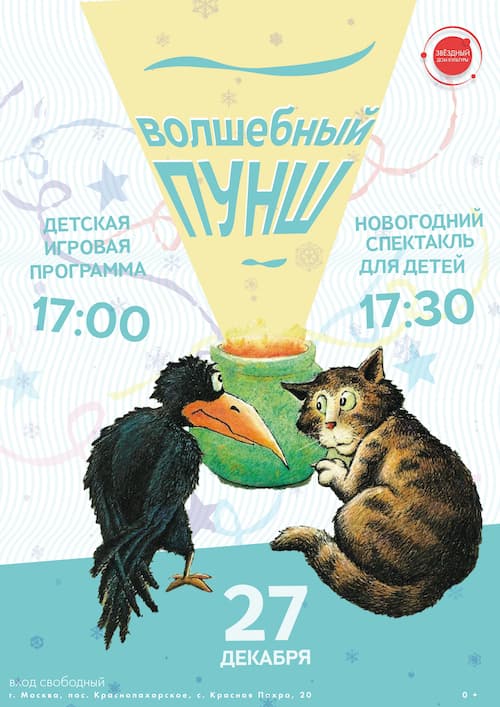 ЗВЁЗДНЫЙ
ДОМ КУЛЬТУРЫ
ВОЛШЕБНЫЙ
ПУНШ
ДЕТСКАЯ
ИГРОВАЯ
ПРОГРАММА
17:00
НОВОГОДНИЙ
СПЕКТАКЛЬ
ДЛЯ ДЕТЕЙ
17:30
27
ДЕКАБРЯ
вход свободный
г. Москва, пос. Краснопахорское, с. Красная Пахра, 20
0 +